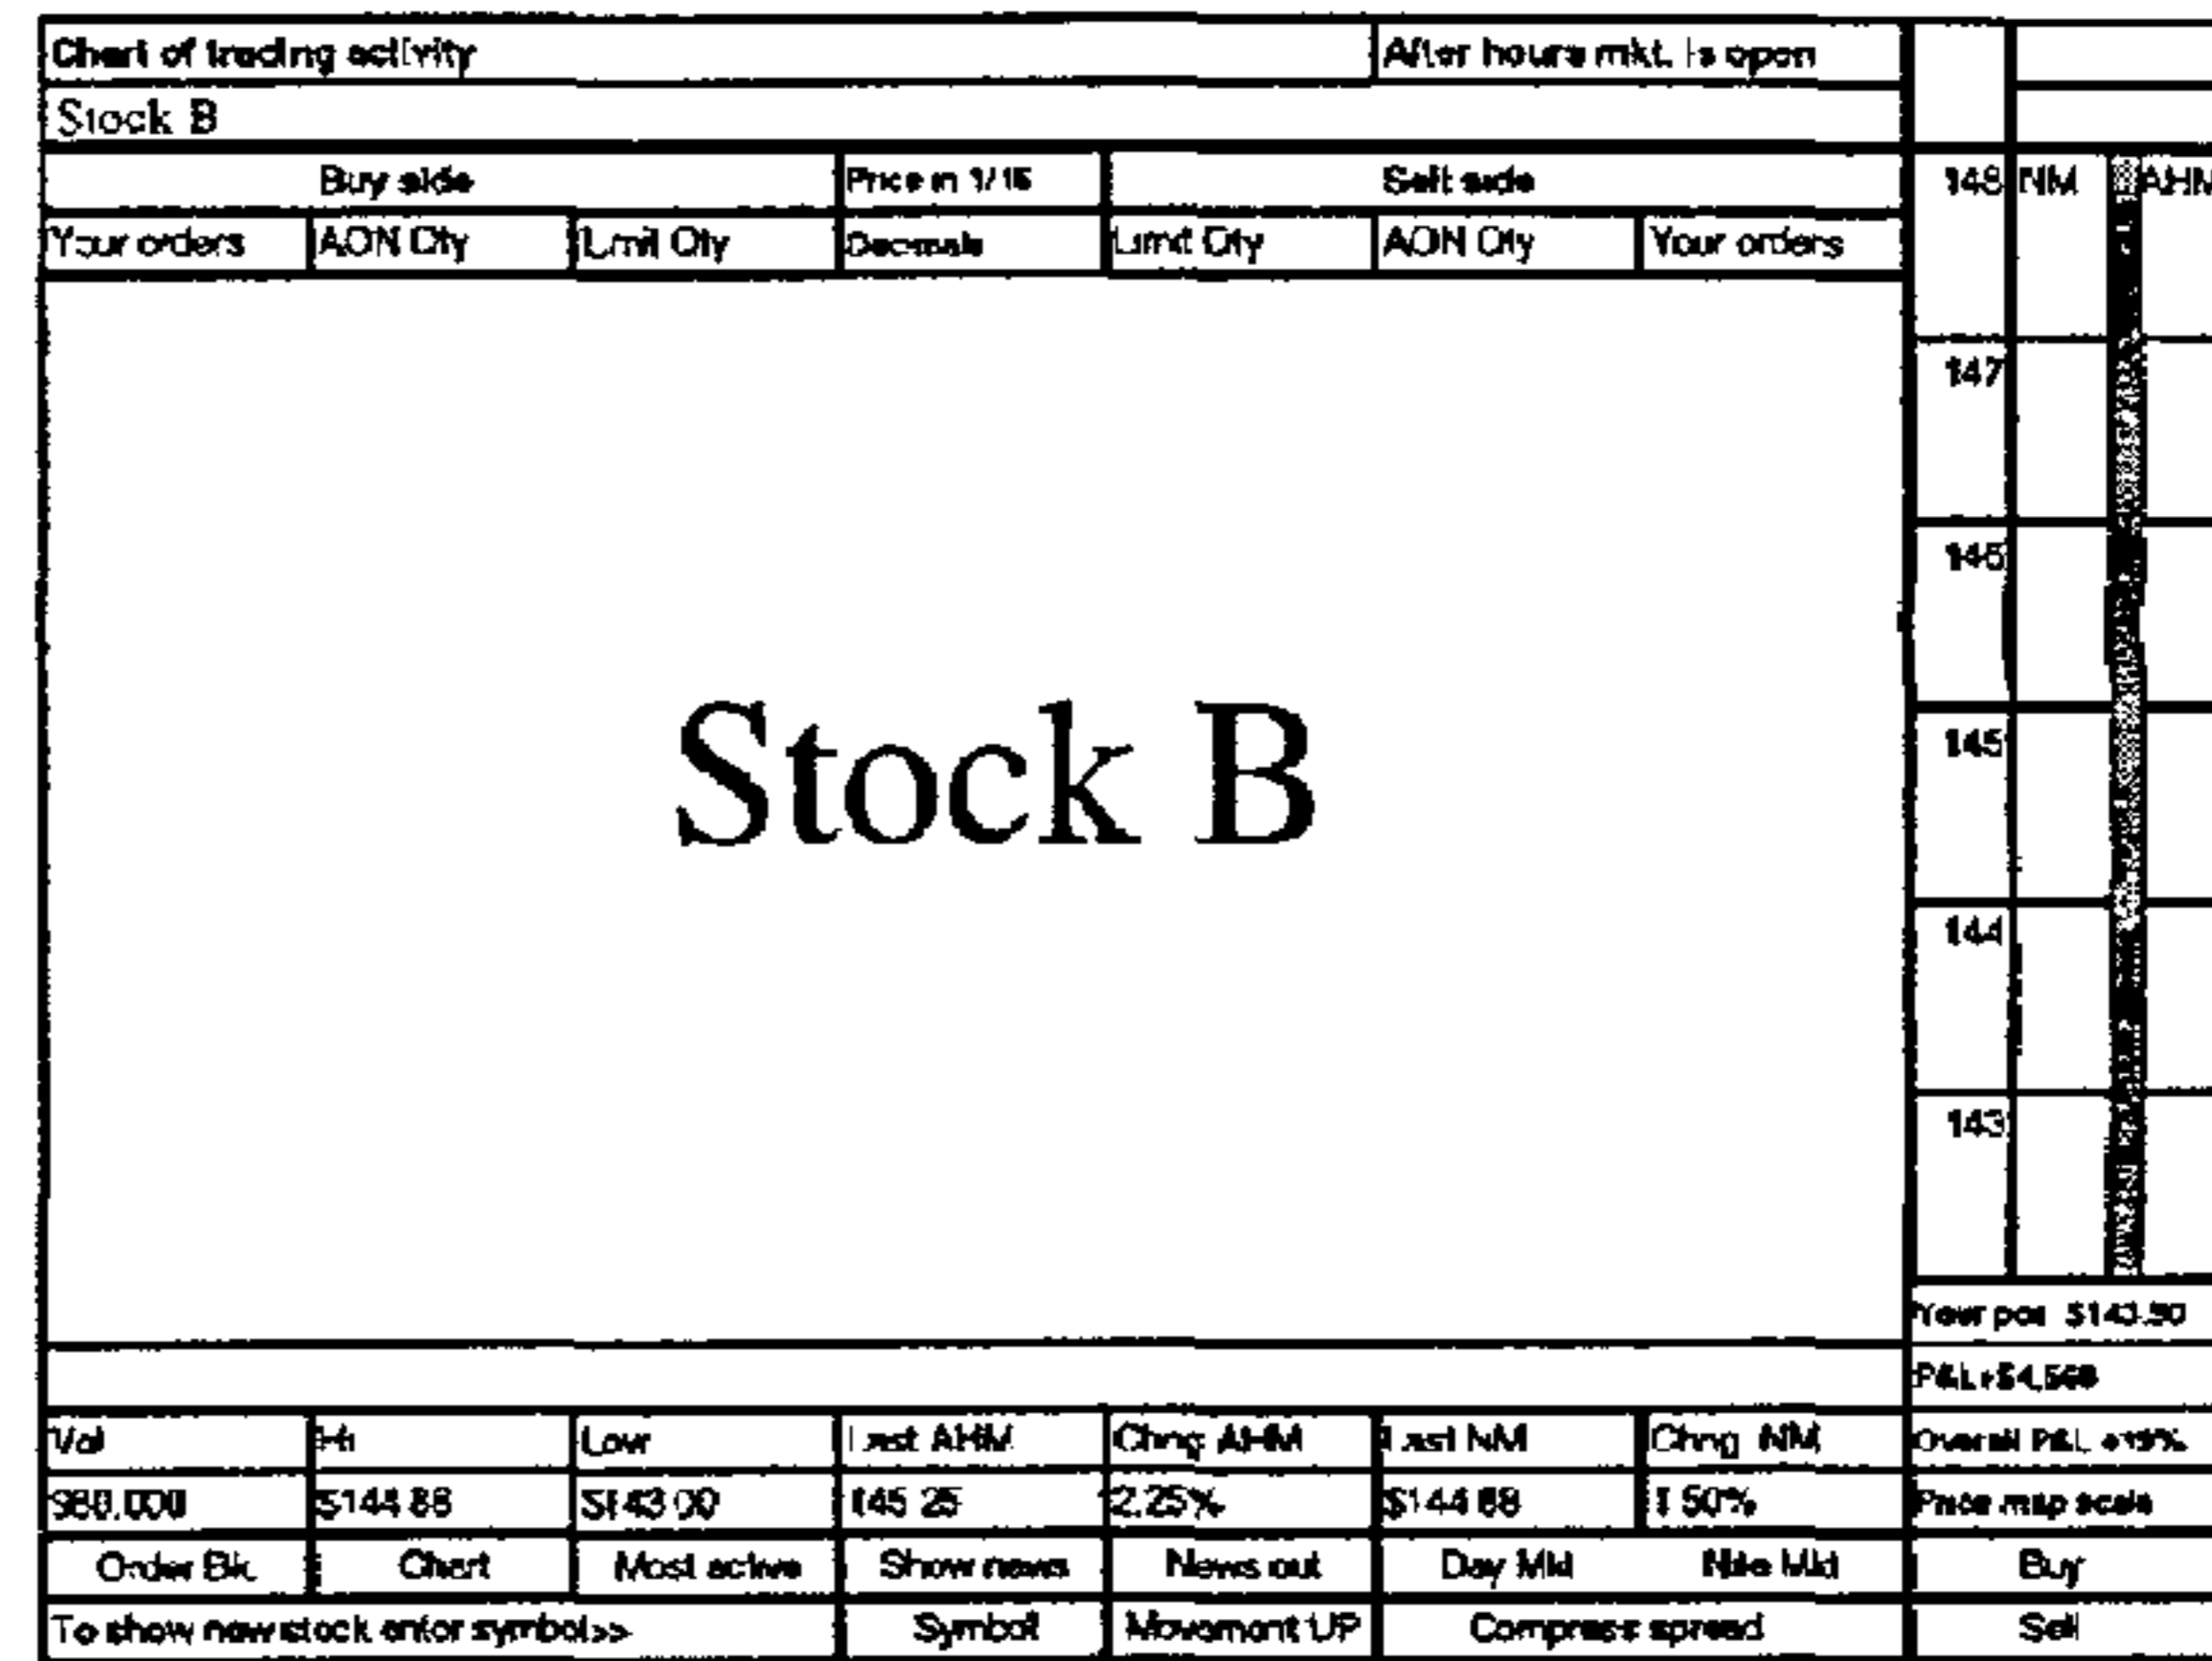 Chart of trading activity After hours mkt. is open
Stock B
Buy side Price in 1/16 Sell side 148 NM AHM
Your orders AON Qty Limit Qty Decimals Limit Qty AON Qty Your orders
147
146
145
Stock B
144
143
Your pos $143.50
P&L+$4,568
Vol Hi Low Last AHM Chng AHM Last NM Chng NM Overall P&L
$144.88 $143.00 145.25 2.25% $144.88 1.50% Price map scale
Order Bk. Chart Most active Show news News out Day Mkt Nite Mkt Buy
To show new stock enter symbol>> Symbol Movement UP Compress spread Sell